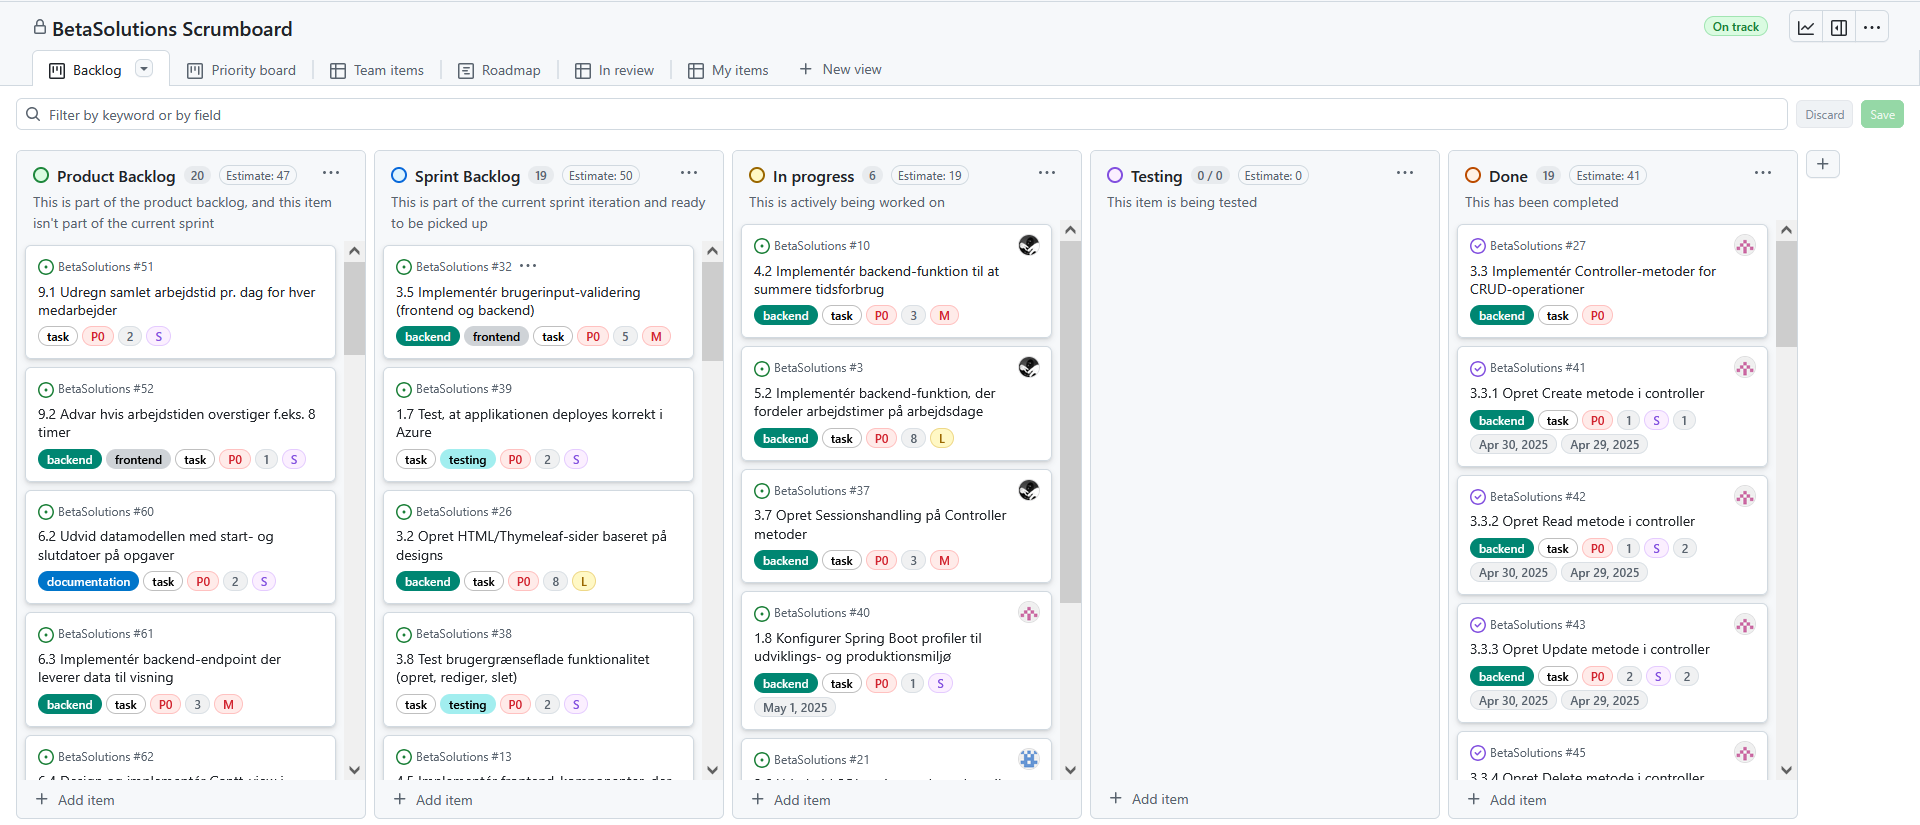 BetaSolutions Scrumboard
On track
Backlog
Priority board
Team items
Roadmap
In review
My items
New view
Filter by keyword or by field
Discard
Save
Product Backlog 20 Estimate: 47
This is part of the product backlog, and this item
isn't part of the current sprint
BetaSolutions #51
9.1 Udregn samlet arbejdstid pr. dag for hver
medarbejder
task P0 2 S
BetaSolutions #52
9.2 Advar hvis arbejdstiden overstiger f.eks. 8
timer
backend frontend task P0 1 S
BetaSolutions #60
6.2 Udvid datamodellen med start- og
slutdatoer på opgaver
documentation task P0 2 S
BetaSolutions #61
6.3 Implementér backend-endpoint der
leverer data til visning
backend task P0 3 M
BetaSolutions #62
6.4 Design og implementér Gantt-view i
Add item
Sprint Backlog 19 Estimate: 50
This is part of the current sprint iteration and ready
to be picked up
BetaSolutions #32
3.5 Implementér brugerinput-validering
(frontend og backend)
backend frontend task P0 5 M
BetaSolutions #39
1.7 Test, at applikationen deployes korrekt i
Azure
task testing P0 2 S
BetaSolutions #26
3.2 Opret HTML/Thymeleaf-sider baseret på
designs
backend task P0 8 L
BetaSolutions #38
3.8 Test brugergrænseflade funktionalitet
(opret, rediger, slet)
task testing P0 2 S
BetaSolutions #13
4.5 Implementér frontend-komponenter, der
Add item
In progress 6 Estimate: 19
This is actively being worked on
BetaSolutions #10
4.2 Implementér backend-funktion til at
summere tidsforbrug
backend task P0 3 M
BetaSolutions #3
5.2 Implementér backend-funktion, der
fordeler arbejdstimer på arbejdsdage
backend task P0 8 L
BetaSolutions #37
3.7 Opret Sessionshandling på Controller
metoder
backend task P0 3 M
BetaSolutions #40
1.8 Konfigurer Spring Boot profiler til
udviklings- og produktionsmiljø
backend task P0 1 S
May 1, 2025
BetaSolutions #21
Add item
Testing 0 / 0 Estimate: 0
This item is being tested
Add item
Done 19 Estimate: 41
This has been completed
BetaSolutions #27
3.3 Implementér Controller-metoder for
CRUD-operationer
backend task P0
BetaSolutions #41
3.3.1 Opret Create metode i controller
backend task P0 1 S 1
Apr 30, 2025 Apr 29, 2025
BetaSolutions #42
3.3.2 Opret Read metode i controller
backend task P0 1 S 2
Apr 30, 2025 Apr 29, 2025
BetaSolutions #43
3.3.3 Opret Update metode i controller
backend task P0 2 S 2
Apr 30, 2025 Apr 29, 2025
BetaSolutions #45
3.3.4 Opret Delete metode i controller
Add item